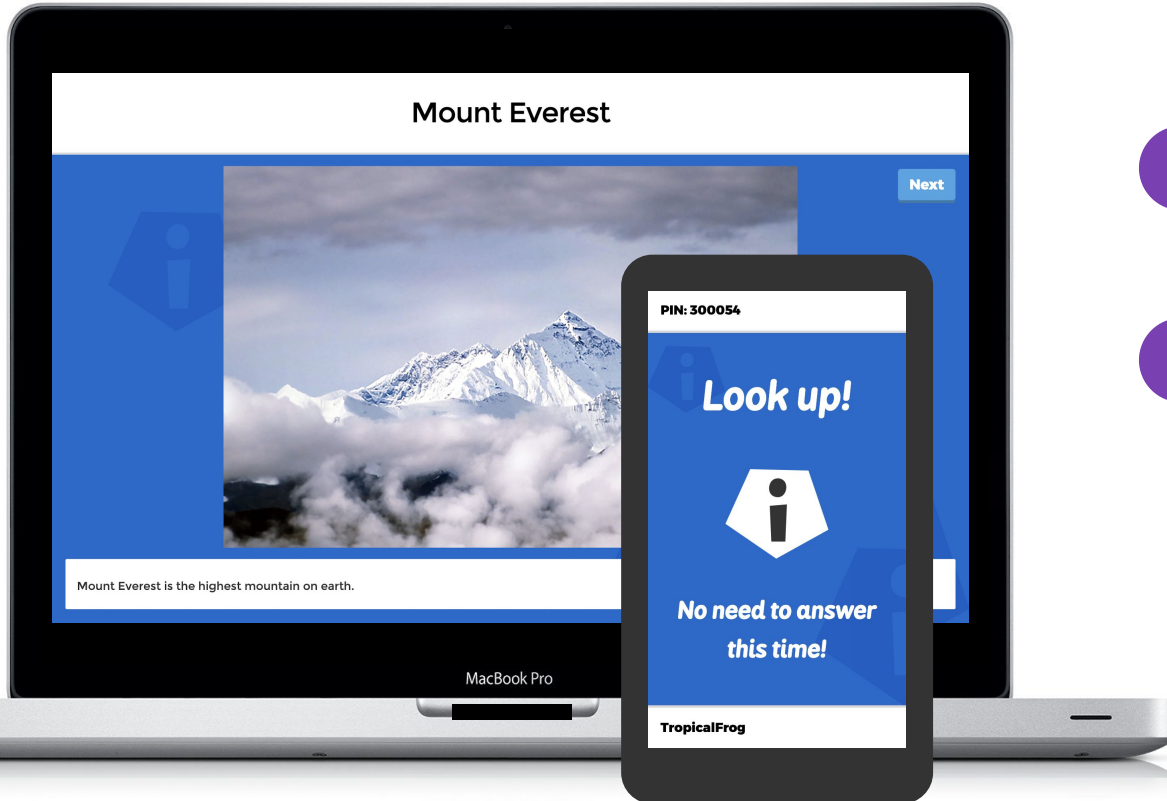 Mount Everest
Next
Mount Everest is the highest mountain on earth.
MacBook Pro
PIN: 300054
Look up!
i
No need to answer
this time!
TropicalFrog